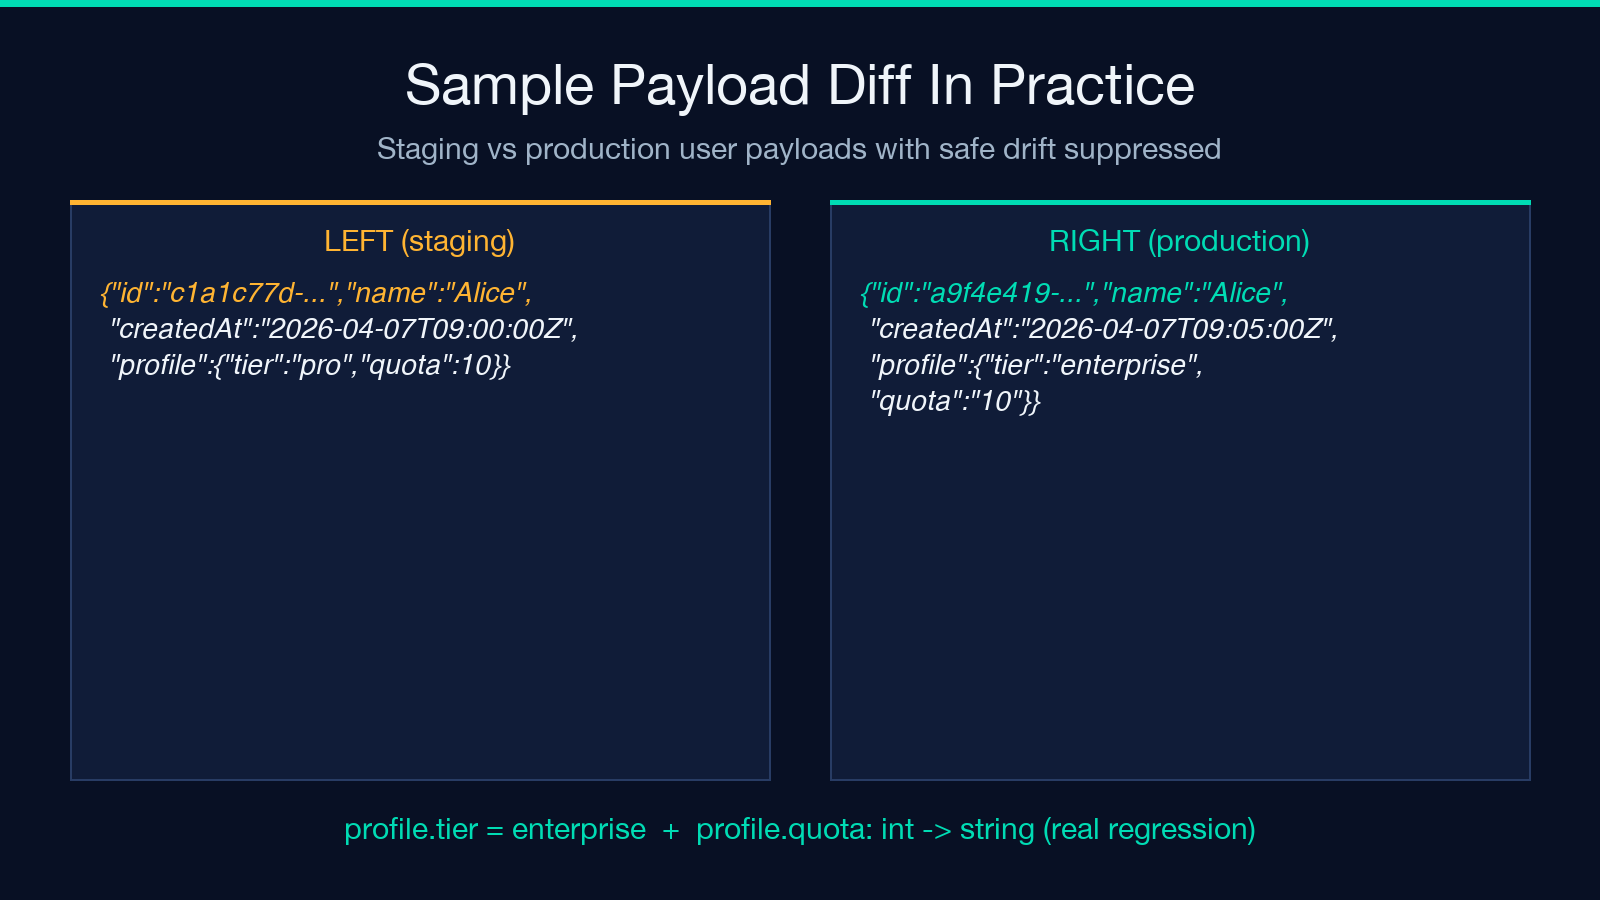 Sample Payload Diff In Practice
Staging vs production user payloads with safe drift suppressed
LEFT (staging)
{"id":"c1a1c77d-...","name":"Alice",
"createdAt":"2026-04-07T09:00:00Z",
"profile":{"tier":"pro","quota":10}}
RIGHT (production)
{"id":"a9f4e419-...","name":"Alice",
"createdAt":"2026-04-07T09:05:00Z",
"profile":{"tier":"enterprise",
"quota":"10"}}
profile.tier = enterprise + profile.quota: int -> string (real regression)